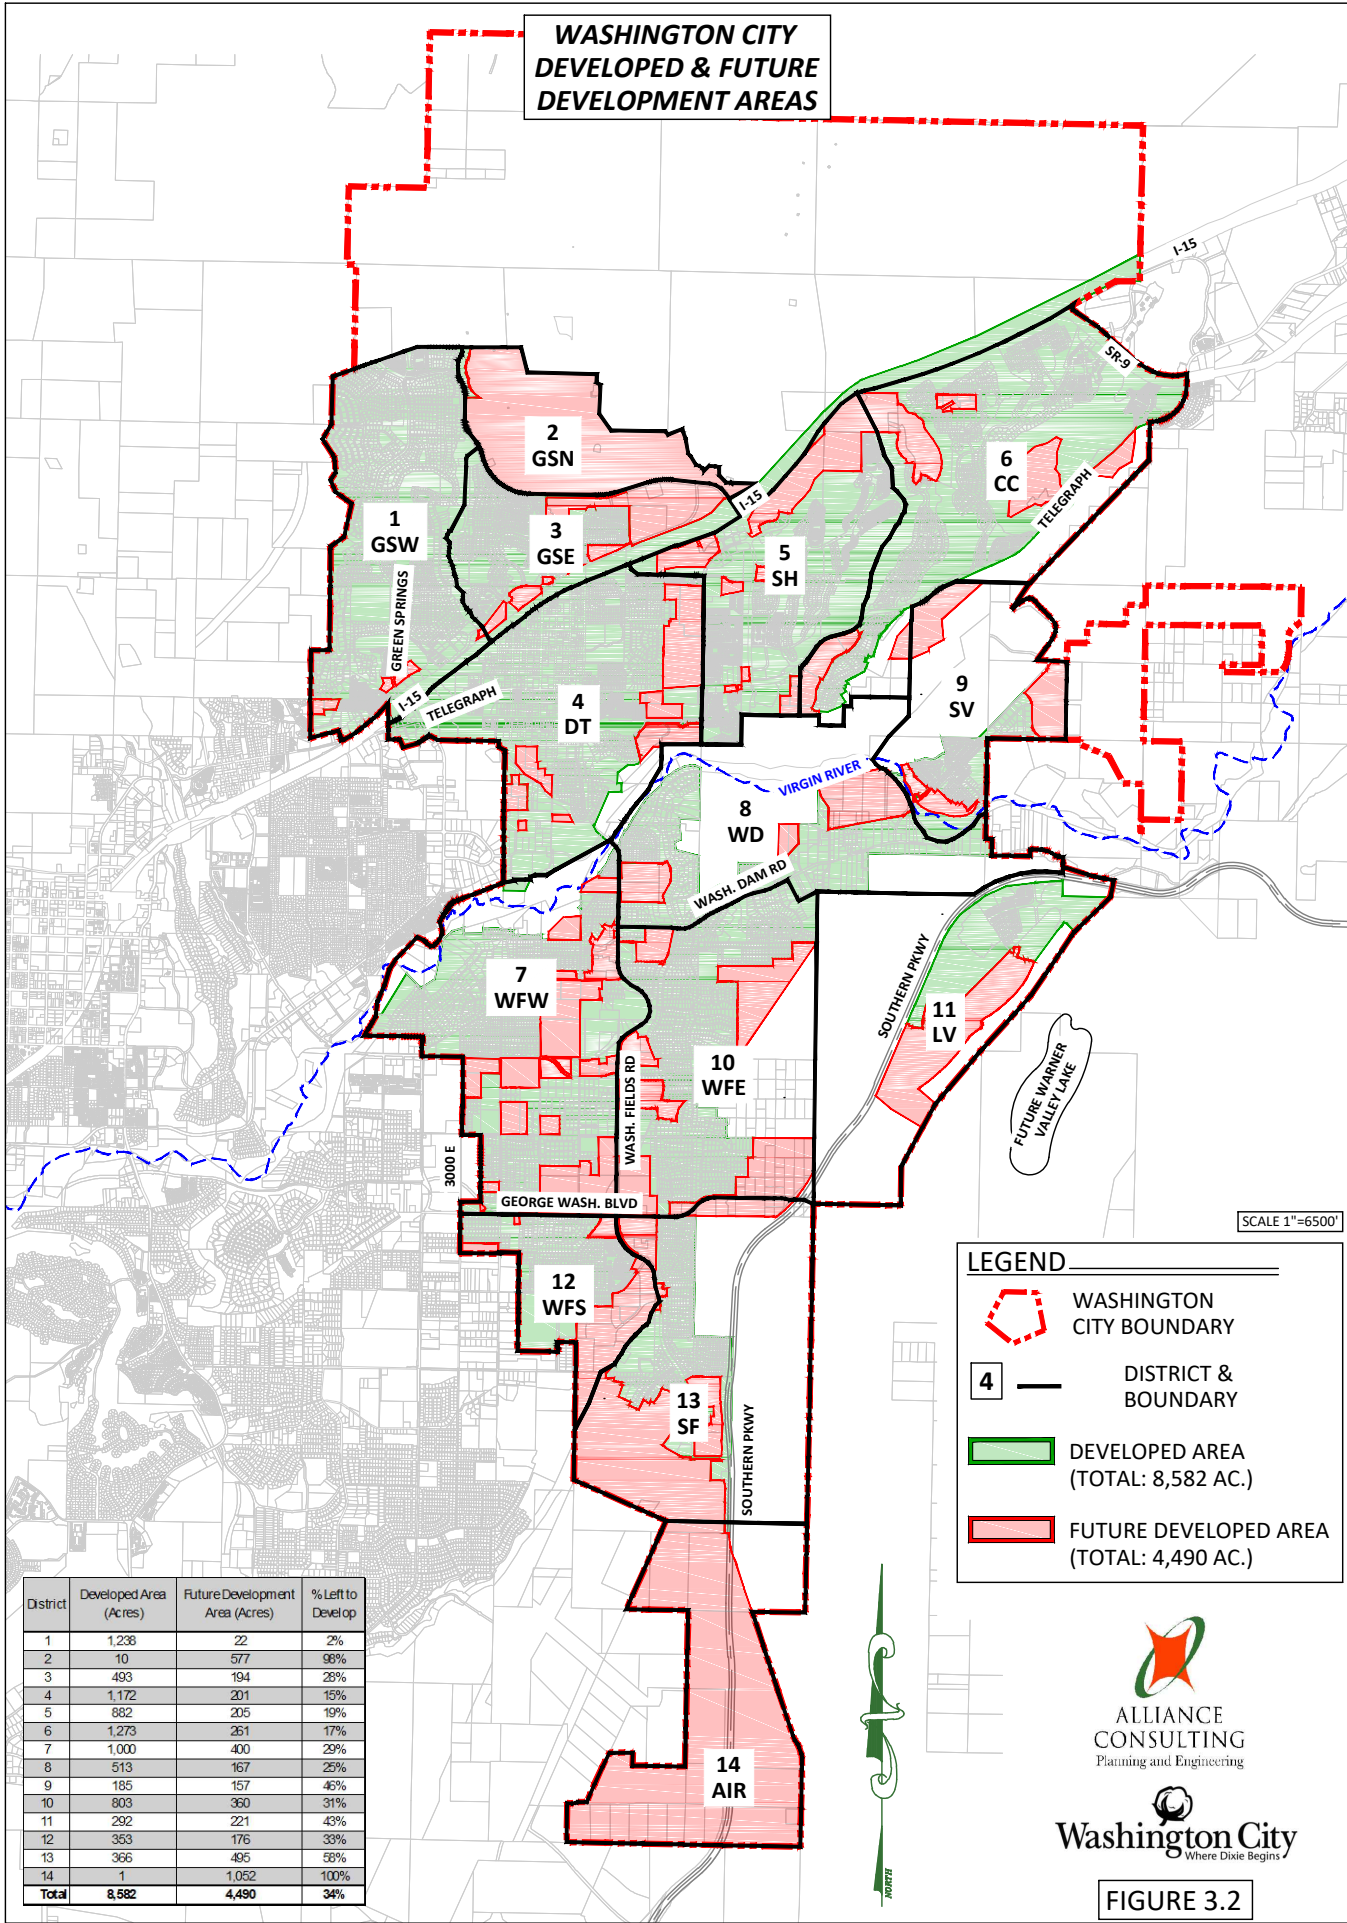 WASHINGTON CITY
DEVELOPED & FUTURE
DEVELOPMENT AREAS
I-15
SR-9
2
GSN
6
CC
TELEGRAPH
I-15
1
GSW
3
GSE
5
SH
GREEN SPRINGS
I-15
TELEGRAPH
4
DT
9
SV
VIRGIN RIVER
8
WD
WASH. DAM RD
SOUTHERN PKWY
7
WFW
11
LV
10
WFE
WASH. FIELDS RD
FUTURE WARNER
VALLEY LAKE
3000 E
GEORGE WASH. BLVD
12
WFS
13
SF
SOUTHERN PKWY
14
AIR
SCALE 1"=6500'
LEGEND
WASHINGTON
CITY BOUNDARY
4
DISTRICT &
BOUNDARY
DEVELOPED AREA
(TOTAL: 8,582 AC.)
FUTURE DEVELOPED AREA
(TOTAL: 4,490 AC.)
District Developed Area (Acres) Future Development Area (Acres) % Left to Develop
1 1,238 22 2%
2 10 577 98%
3 493 194 28%
4 1,172 201 15%
5 882 205 19%
6 1,273 261 17%
7 1,000 400 29%
8 513 167 25%
9 185 157 46%
10 803 360 31%
11 292 221 43%
12 353 176 33%
13 366 495 58%
14 1 1,052 100%
Total 8,582 4,490 34%
NORTH
ALLIANCE
CONSULTING
Planning and Engineering
Washington City
Where Dixie Begins
FIGURE 3.2